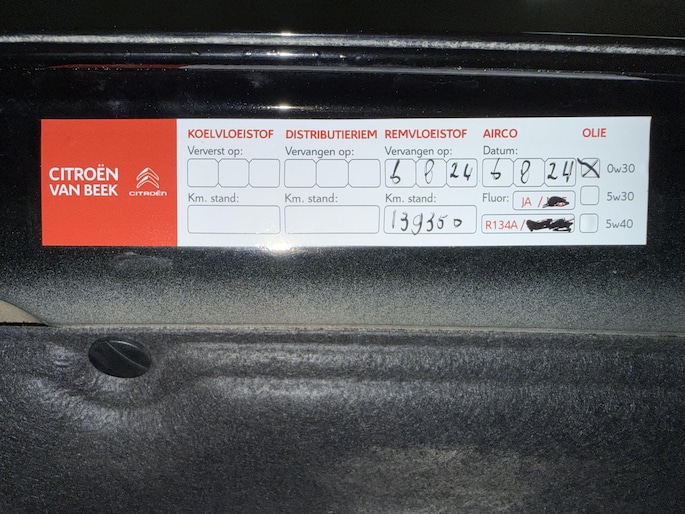 CITROËN
VAN BEEK
CITROËN
KOELVLOEISTOF DISTRIBUTIERIEM REMVLOEISTOF AIRCO OLIE
Ververst op: Vervangen op: Vervangen op: Datum:
6 8 24 6 8 24 X 0w30
Km. stand: Km. stand: Km. stand: Fluor: JA / 5w30
139350 R134A/ 5w40